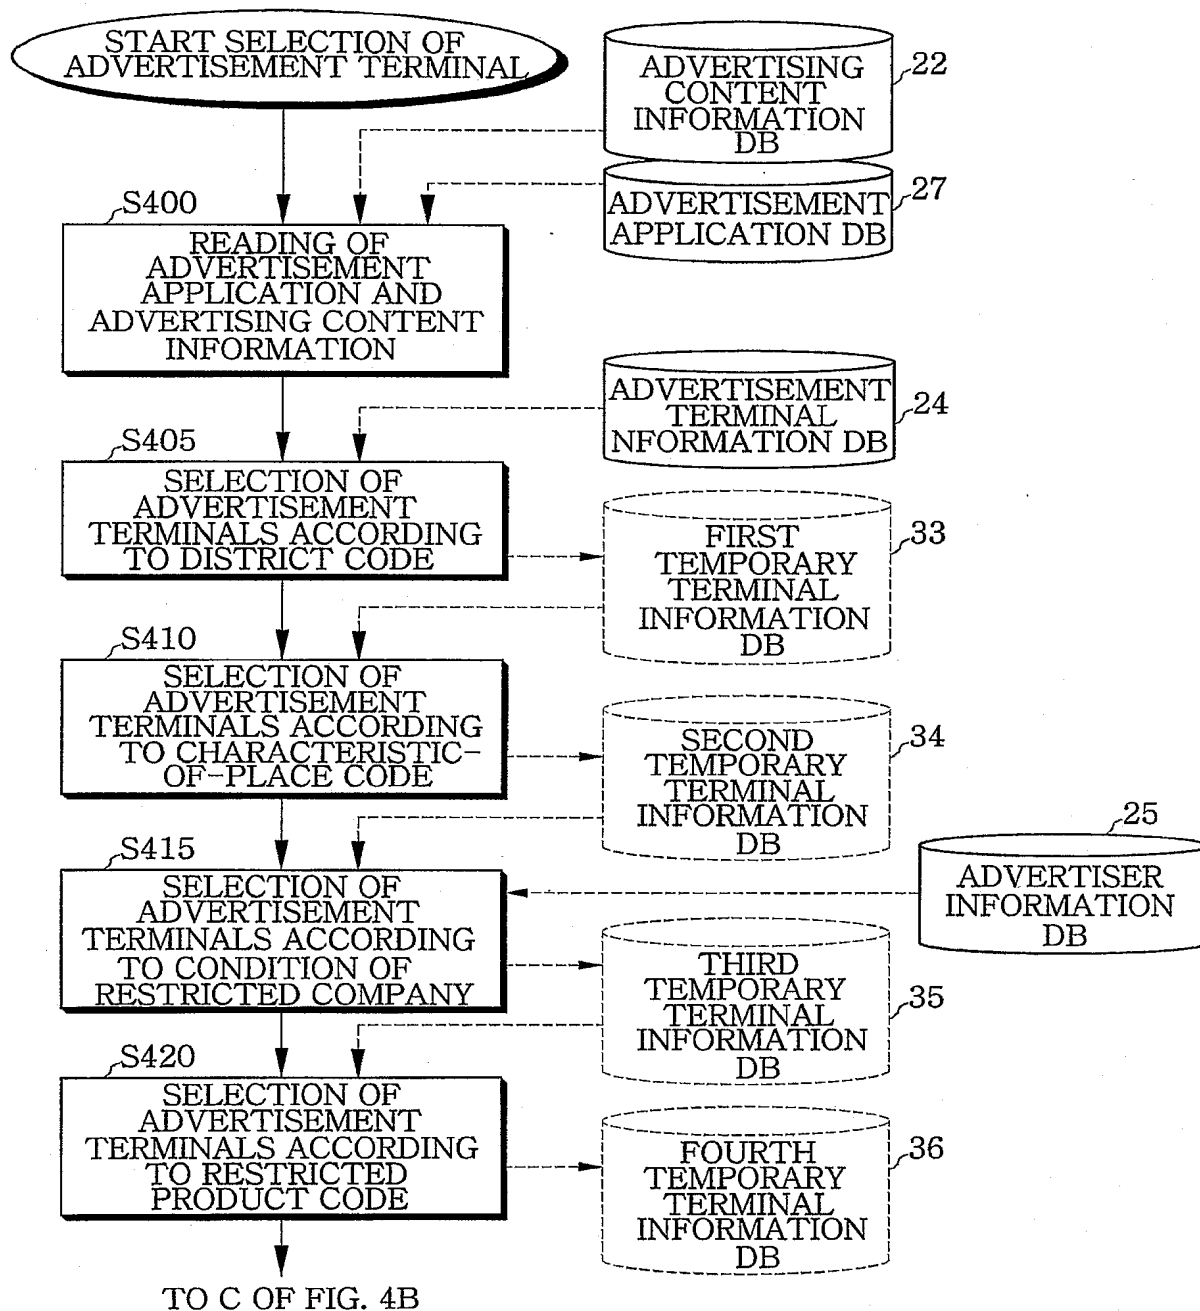 START SELECTION OF
ADVERTISEMENT TERMINAL
ADVERTISING
CONTENT
INFORMATION
DB
22
ADVERTISEMENT
APPLICATION DB
27
S400
READING OF
ADVERTISEMENT
APPLICATION AND
ADVERTISING CONTENT
INFORMATION
ADVERTISEMENT
TERMINAL
NFORMATION DB
24
S405
SELECTION OF
ADVERTISEMENT
TERMINALS ACCORDING
TO DISTRICT CODE
FIRST
TEMPORARY
TERMINAL
INFORMATION
DB
33
S410
SELECTION OF
ADVERTISEMENT
TERMINALS ACCORDING
TO CHARACTERISTIC-
OF-PLACE CODE
SECOND
TEMPORARY
TERMINAL
INFORMATION
DB
34
S415
SELECTION OF
ADVERTISEMENT
TERMINALS ACCORDING
TO CONDITION OF
RESTRICTED COMPANY
25
ADVERTISER
INFORMATION
DB
THIRD
TEMPORARY
TERMINAL
INFORMATION
DB
35
S420
SELECTION OF
ADVERTISEMENT
TERMINALS ACCORDING
TO RESTRICTED
PRODUCT CODE
FOURTH
TEMPORARY
TERMINAL
INFORMATION
DB
36
TO C OF FIG. 4B